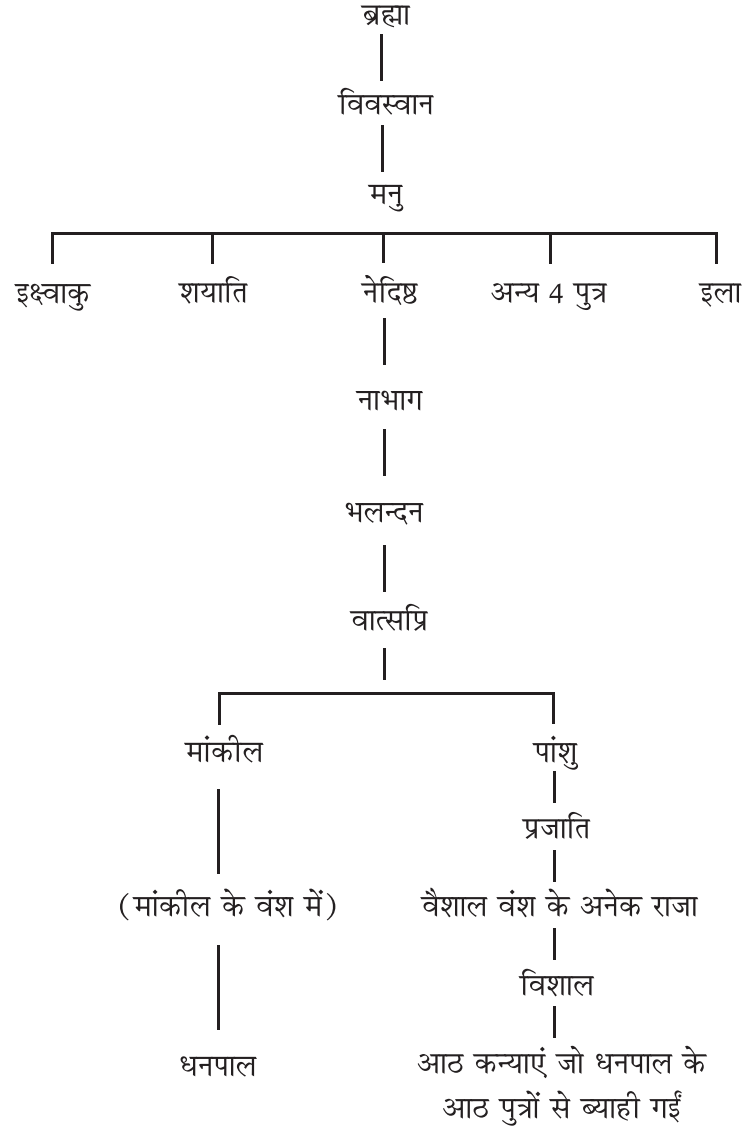 ब्रह्मा
विवस्वान
मनु
इक्ष्वाकु शयाति नेदिष्ठ अन्य 4 पुत्र इला
नाभाग
भलन्दन
वात्सप्रि
मांकील पांशु
प्रजाति
(मांकील के वंश में) वैशाल वंश के अनेक राजा
विशाल
धनपाल आठ कन्याएं जो धनपाल के
आठ पुत्रों से ब्याही गईं